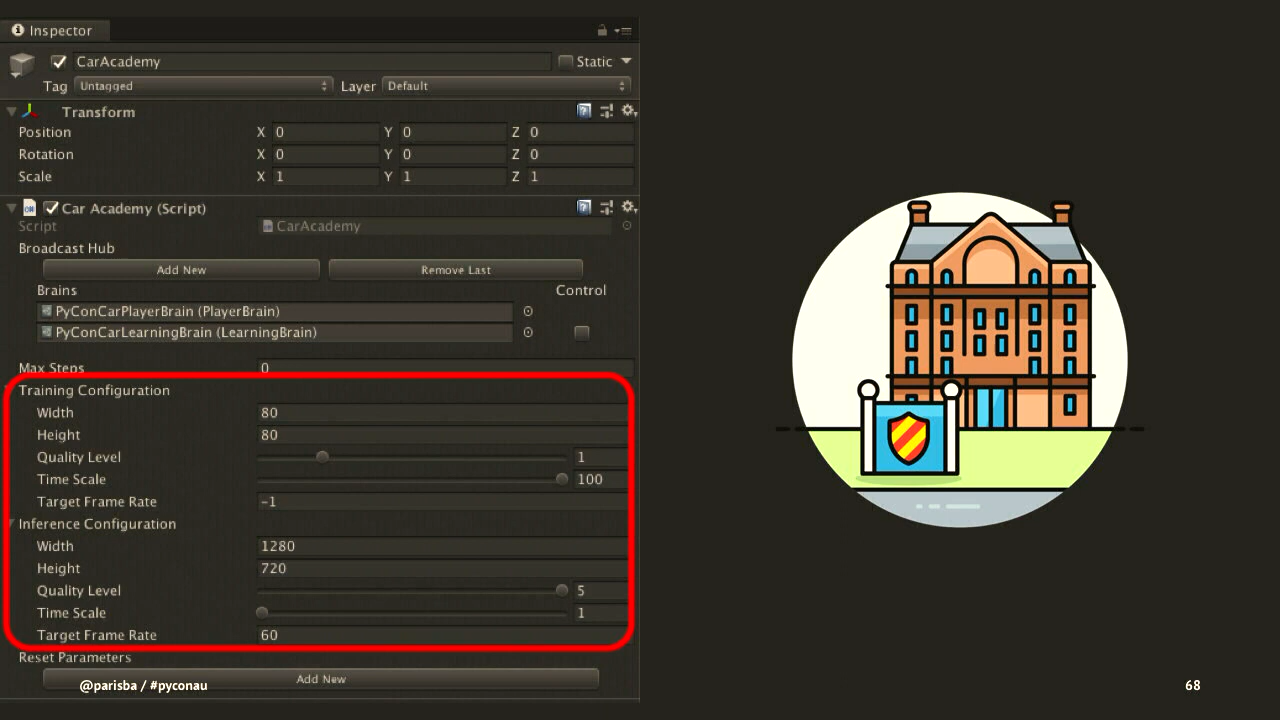 Inspector
CarAcademy Static
Tag Untagged Layer Default
Transform
Position X 0 Y 0 Z 0
Rotation X 0 Y 0 Z 0
Scale X 1 Y 1 Z 1
Car Academy (Script)
Script CarAcademy
Broadcast Hub
Add New Remove Last
Brains Control
PyConCarPlayerBrain (PlayerBrain)
PyConCarLearningBrain (LearningBrain)
Max Steps 0
Training Configuration
Width 80
Height 80
Quality Level 1
Time Scale 100
Target Frame Rate -1
Inference Configuration
Width 1280
Height 720
Quality Level 5
Time Scale 1
Target Frame Rate 60
Reset Parameters
Add New
@parisba / #pyconau 68